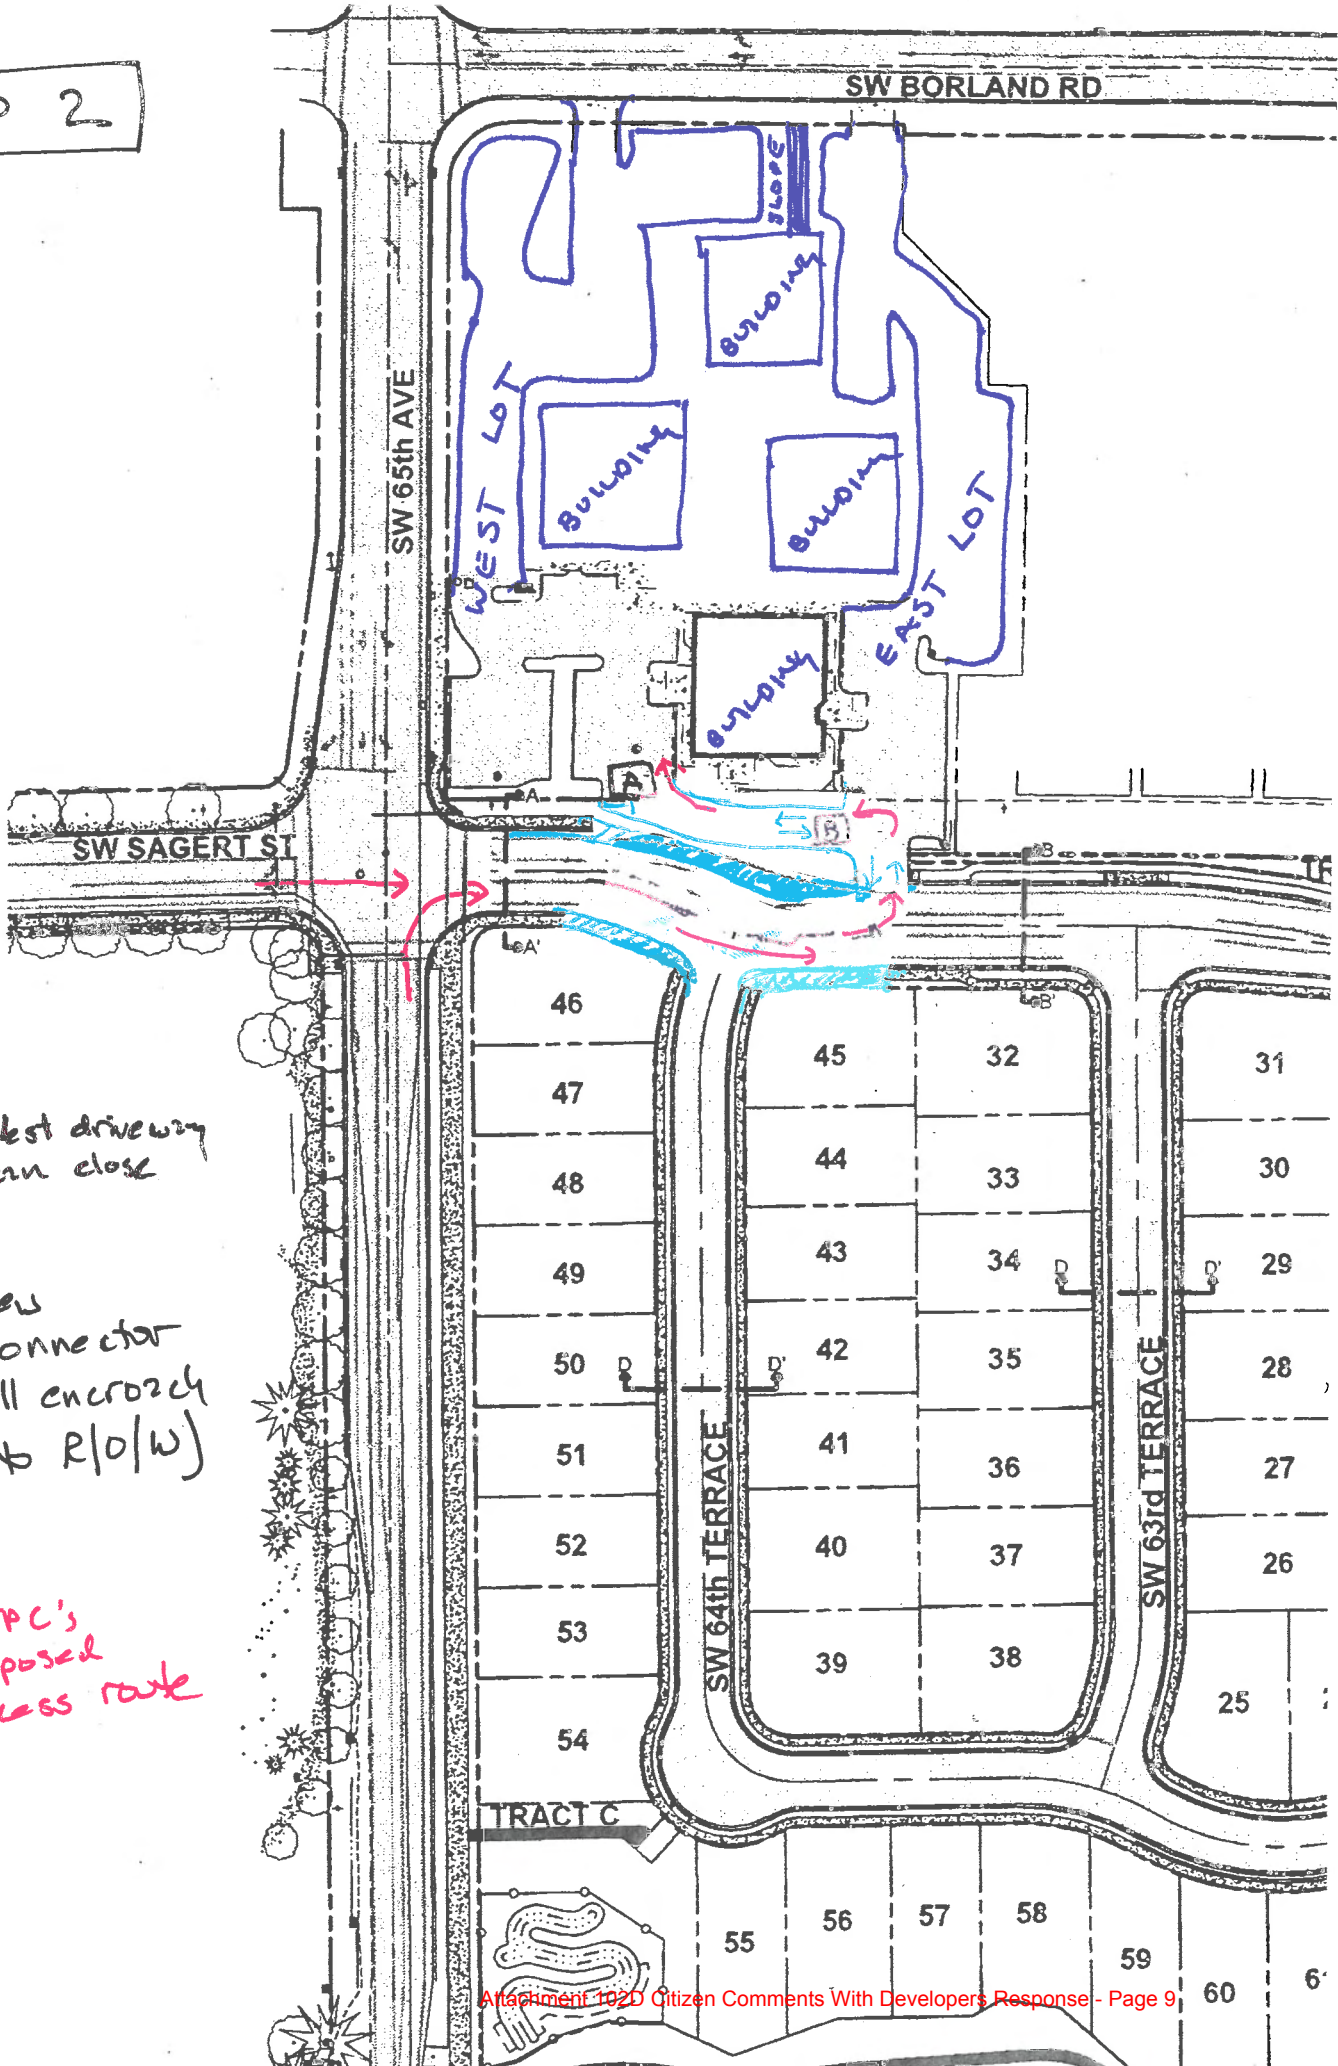 2
SW BORLAND RD
SLOPE
BUILDING
SW 65th AVE
WEST LOT
BUILDING
BUILDING
EAST LOT
BUILDING
A
A
B
SW SAGERT ST
B
A'
B'
46
45
32
31
47
driveway
close
44
33
30
48
43
34
D
D'
29
49
onnector
50
D
D'
42
35
28
ll encroach
to R/O/W)
51
41
36
27
SW 64th TERRACE
SW 63rd TERRACE
52
40
37
26
PC's
posed
cess route
53
39
38
25
54
TRACT C
55
56
57
58
59
60
6
Attachment 102D Citizen Comments With Developers Response - Page 9